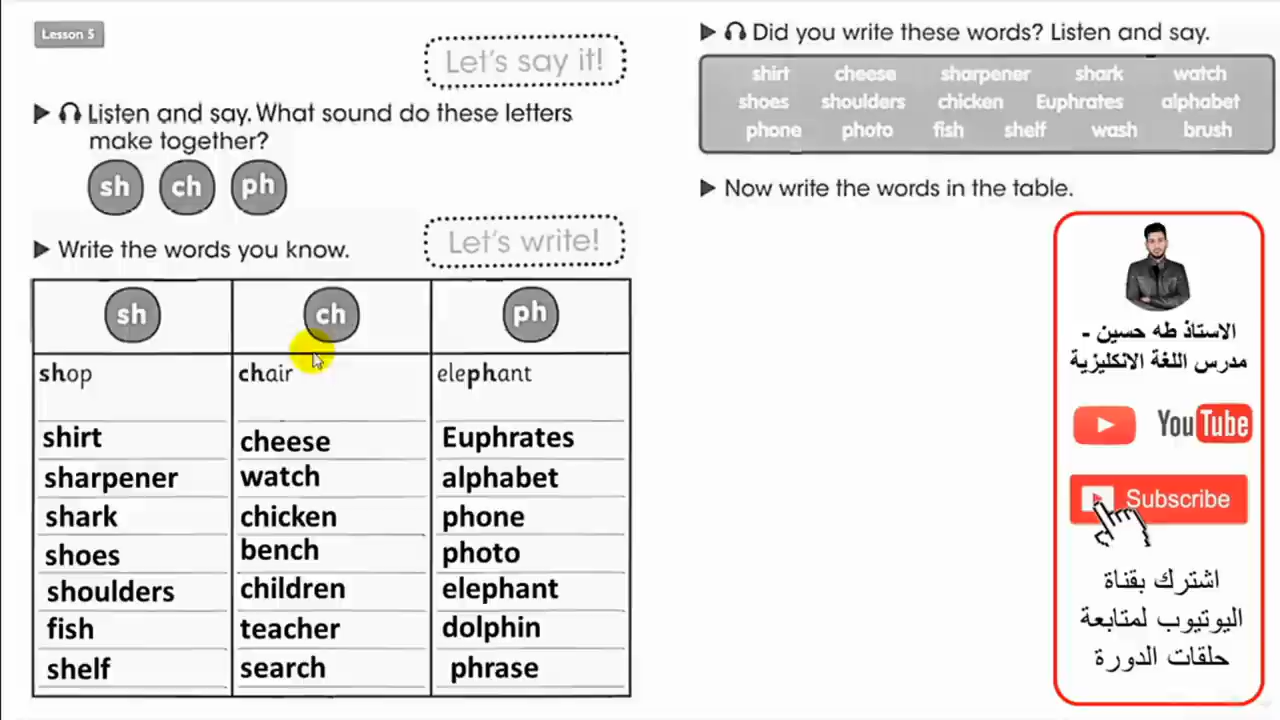 Lesson 5
Let's say it!
Listen and say. What sound do these letters
make together?
sh ch ph
Let's write!
Write the words you know.
sh ch ph
shop chair elephant
shirt cheese Euphrates
sharpener watch alphabet
shark chicken phone
shoes bench photo
shoulders children elephant
fish teacher dolphin
shelf search phrase
Did you write these words? Listen and say.
shirt cheese sharpener shark watch
shoes shoulders chicken Euphrates alphabet
phone photo fish shelf wash brush
Now write the words in the table.
الاستاذ طه حسين -
مدرس اللغة الانكليزية
YouTube
Subscribe
اشترك بقناة
اليوتيوب لمتابعة
حلقات الدورة